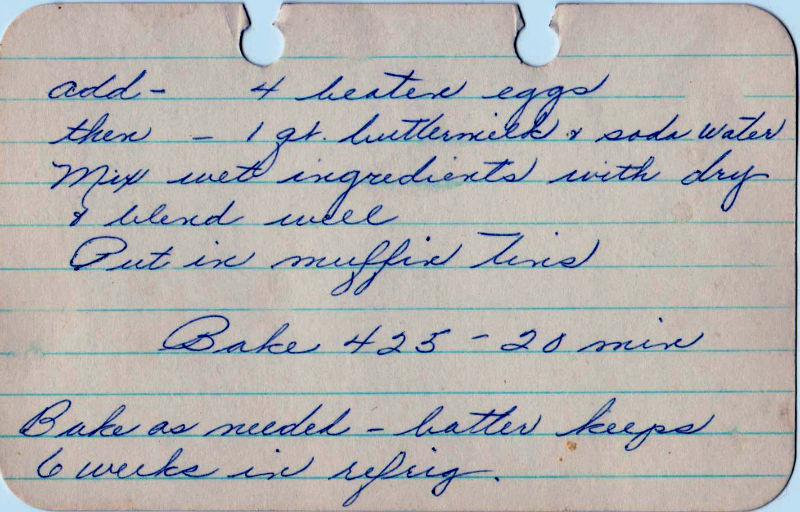 add - 4 beaten eggs
then - 1 qt. buttermilk & soda water
Mix wet ingredients with dry
& blend well
Put in muffin tins
Bake 425 - 20 min
Bake as needed - batter keeps
6 weeks in refrig.